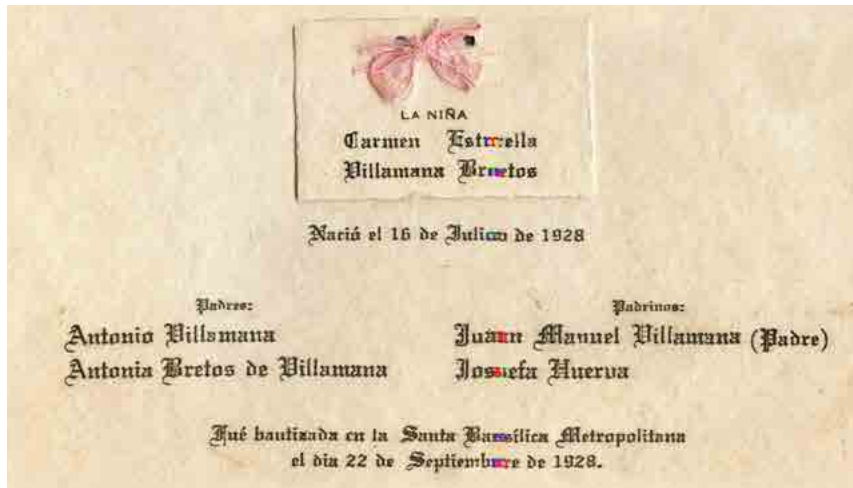 LA NIÑA
Carmen Estrella
Villamana Bretos
Nació el 16 de Julio de 1928
Padres:
Antonio Villamana
Antonia Bretos de Villamana
Padrinos:
Juan Manuel Villamana (Padre)
Josefa Huerva
Fué bautizada en la Santa Basílica Metropolitana
el dia 22 de Septiembre de 1928.